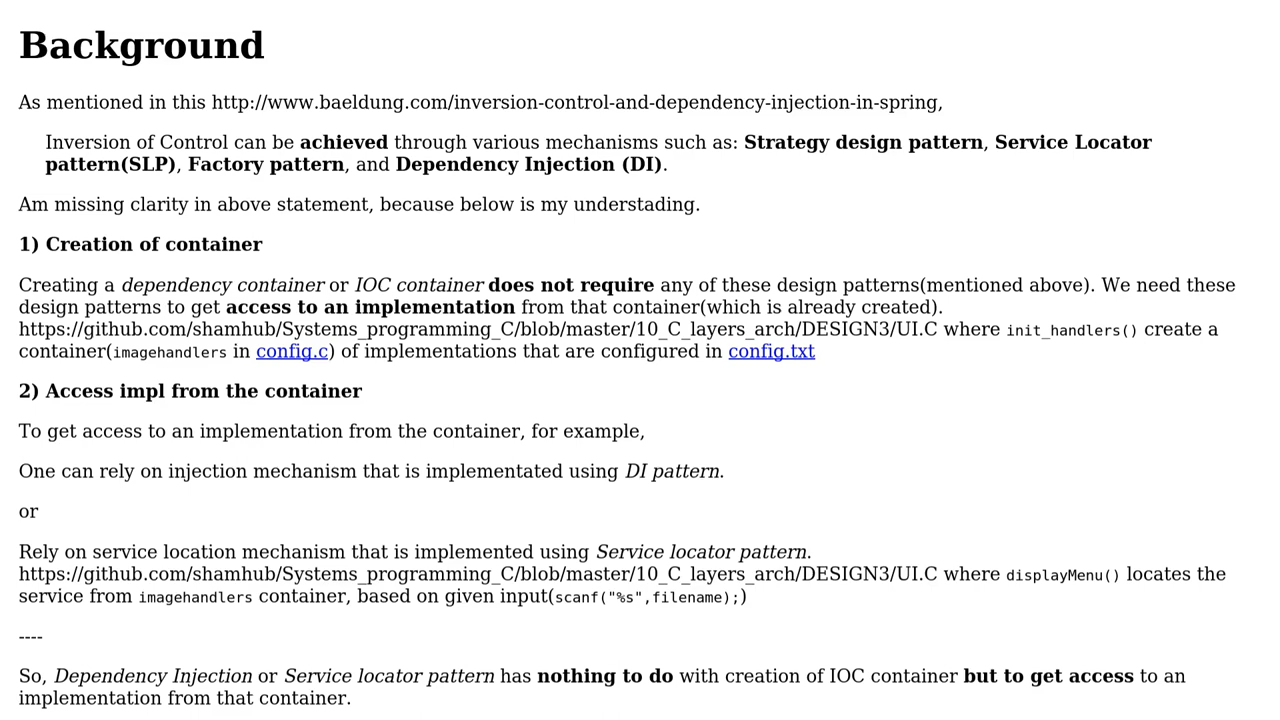 Background
As mentioned in this http://www.baeldung.com/inversion-control-and-dependency-injection-in-spring,
Inversion of Control can be achieved through various mechanisms such as: Strategy design pattern, Service Locator
pattern(SLP), Factory pattern, and Dependency Injection (DI).
Am missing clarity in above statement, because below is my understading.
1) Creation of container
Creating a dependency container or IOC container does not require any of these design patterns(mentioned above). We need these
design patterns to get access to an implementation from that container(which is already created).
https://github.com/shamhub/Systems_programming_C/blob/master/10_C_layers_arch/DESIGN3/UI.C where init_handlers() create a
container(imagehandlers in config.c) of implementations that are configured in config.txt
2) Access impl from the container
To get access to an implementation from the container, for example,
One can rely on injection mechanism that is implementated using DI pattern.
or
Rely on service location mechanism that is implemented using Service locator pattern.
https://github.com/shamhub/Systems_programming_C/blob/master/10_C_layers_arch/DESIGN3/UI.C where displayMenu() locates the
service from imagehandlers container, based on given input(scanf("%s",filename);)
----
So, Dependency Injection or Service locator pattern has nothing to do with creation of IOC container but to get access to an
implementation from that container.